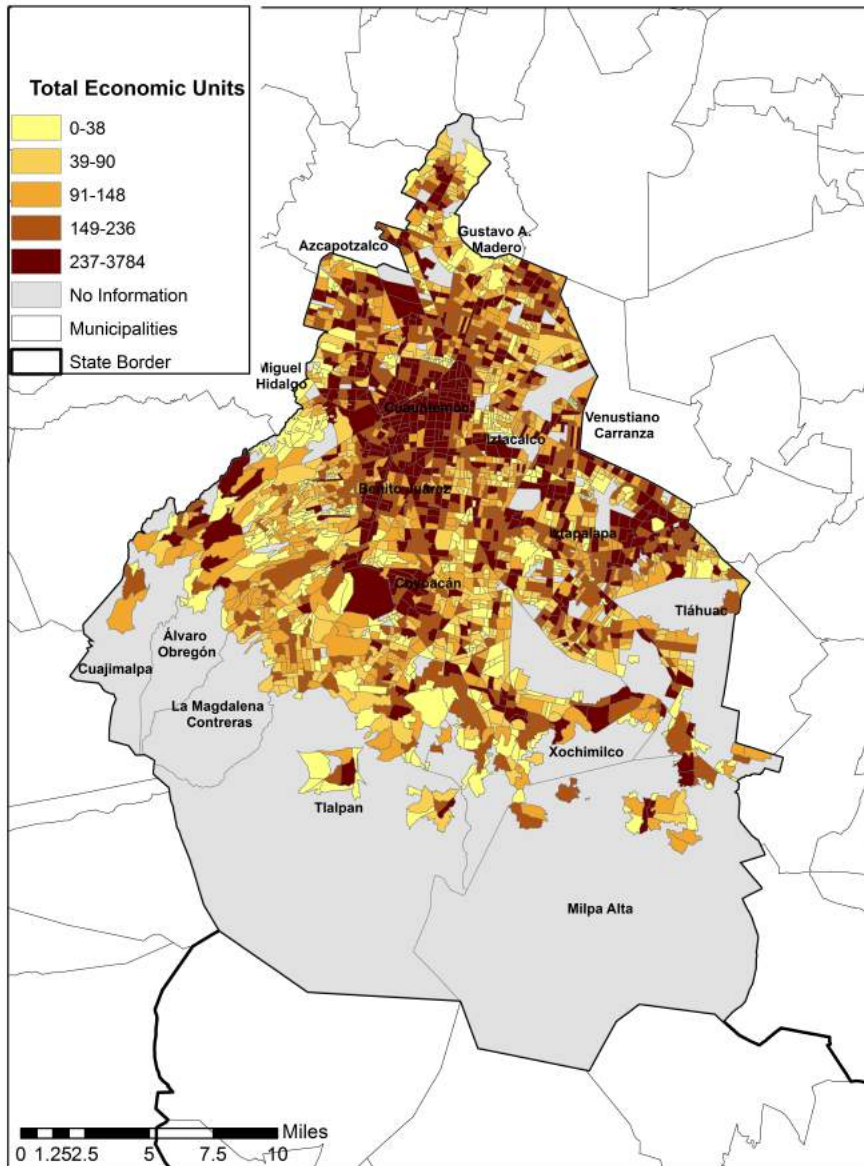 Total Economic Units
0-38
39-90
91-148
149-236
237-3784
No Information
Municipalities
State Border
Gustavo A.
Madero
Azcapotzalco
Miguel
Hidalgo
Cuauhtémoc
Venustiano
Carranza
Iztacalco
Benito Juárez
Iztapalapa
Coyoacán
Tláhuac
Álvaro
Obregón
Cuajimalpa
La Magdalena
Contreras
Xochimilco
Tlalpan
Milpa Alta
Miles
0 1.25 2.5 5 7.5 10